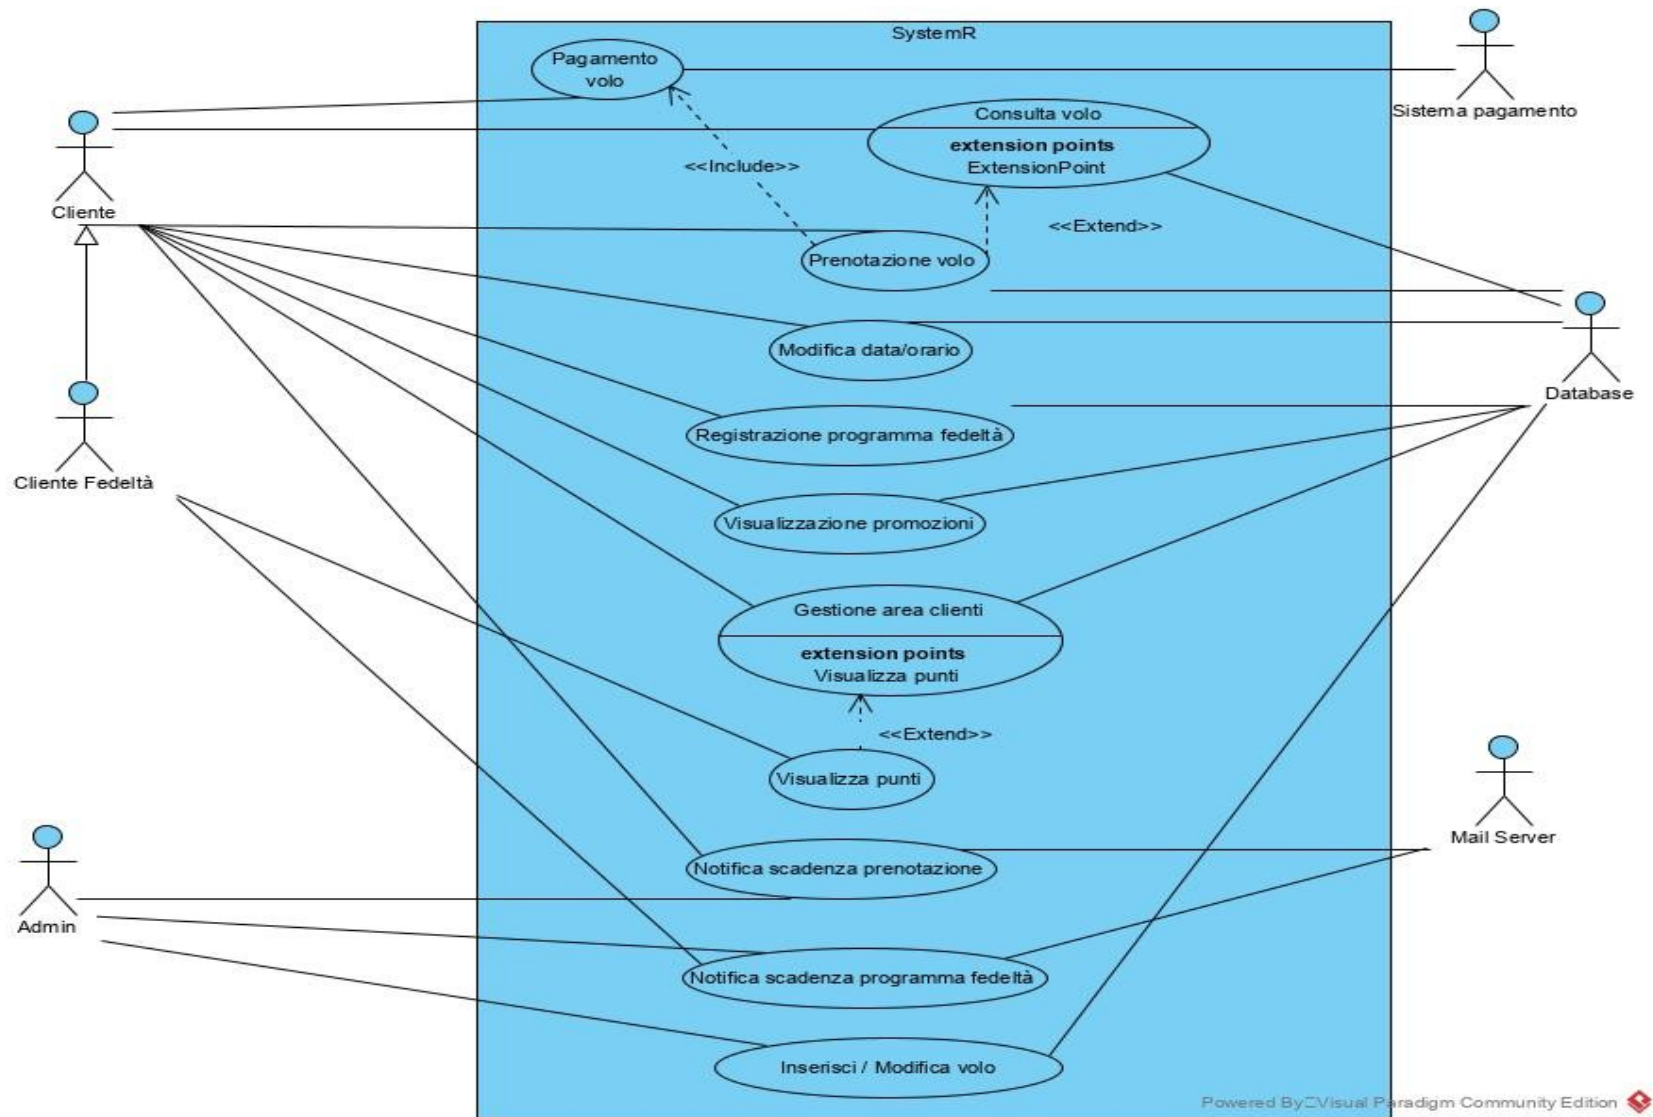 SystemR
Pagamento
volo
Sistema pagamento
Consulta volo
extension points
ExtensionPoint
<<Include>>
Cliente
<<Extend>>
Prenotazione volo
Modifica data/orario
Database
Registrazione programma fedeltà
Cliente Fedeltà
Visualizzazione promozioni
Gestione area clienti
extension points
Visualizza punti
<<Extend>>
Visualizza punti
Mail Server
Notifica scadenza prenotazione
Admin
Notifica scadenza programma fedeltà
Inserisci / Modifica volo
Powered By Visual Paradigm Community Edition